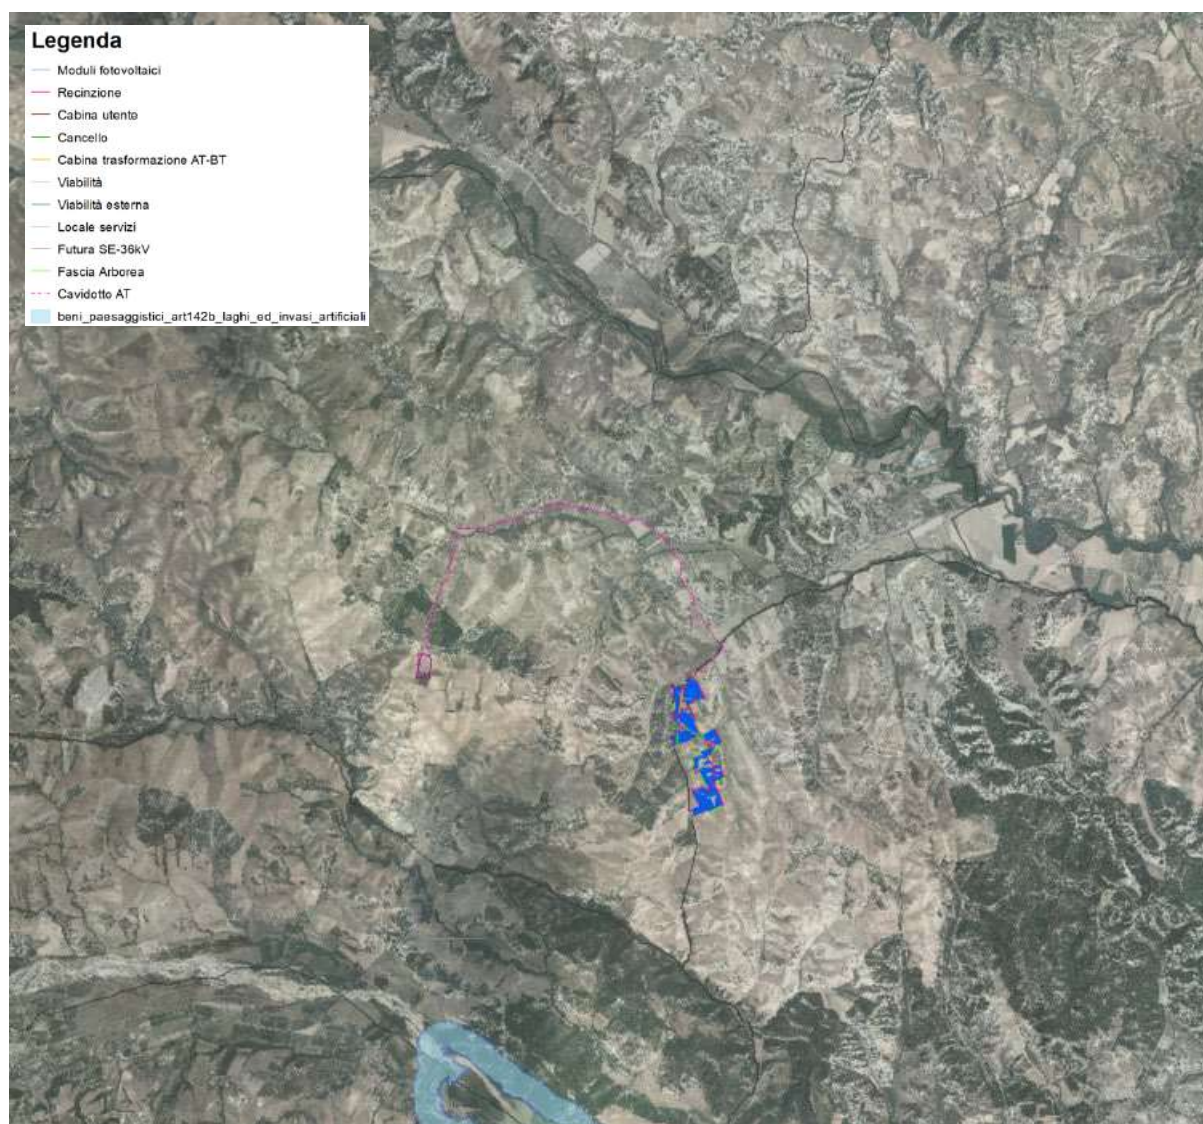 Legenda
Moduli fotovoltaici
Recinzione
Cabina utente
Cancello
Cabina trasformazione AT-BT
Viabilità
Viabilità esterna
Locale servizi
Futura SE-36kV
Fascia Arborea
Cavidotto AT
beni_paesaggistici_art142b_laghi_ed_invasi_artificiali